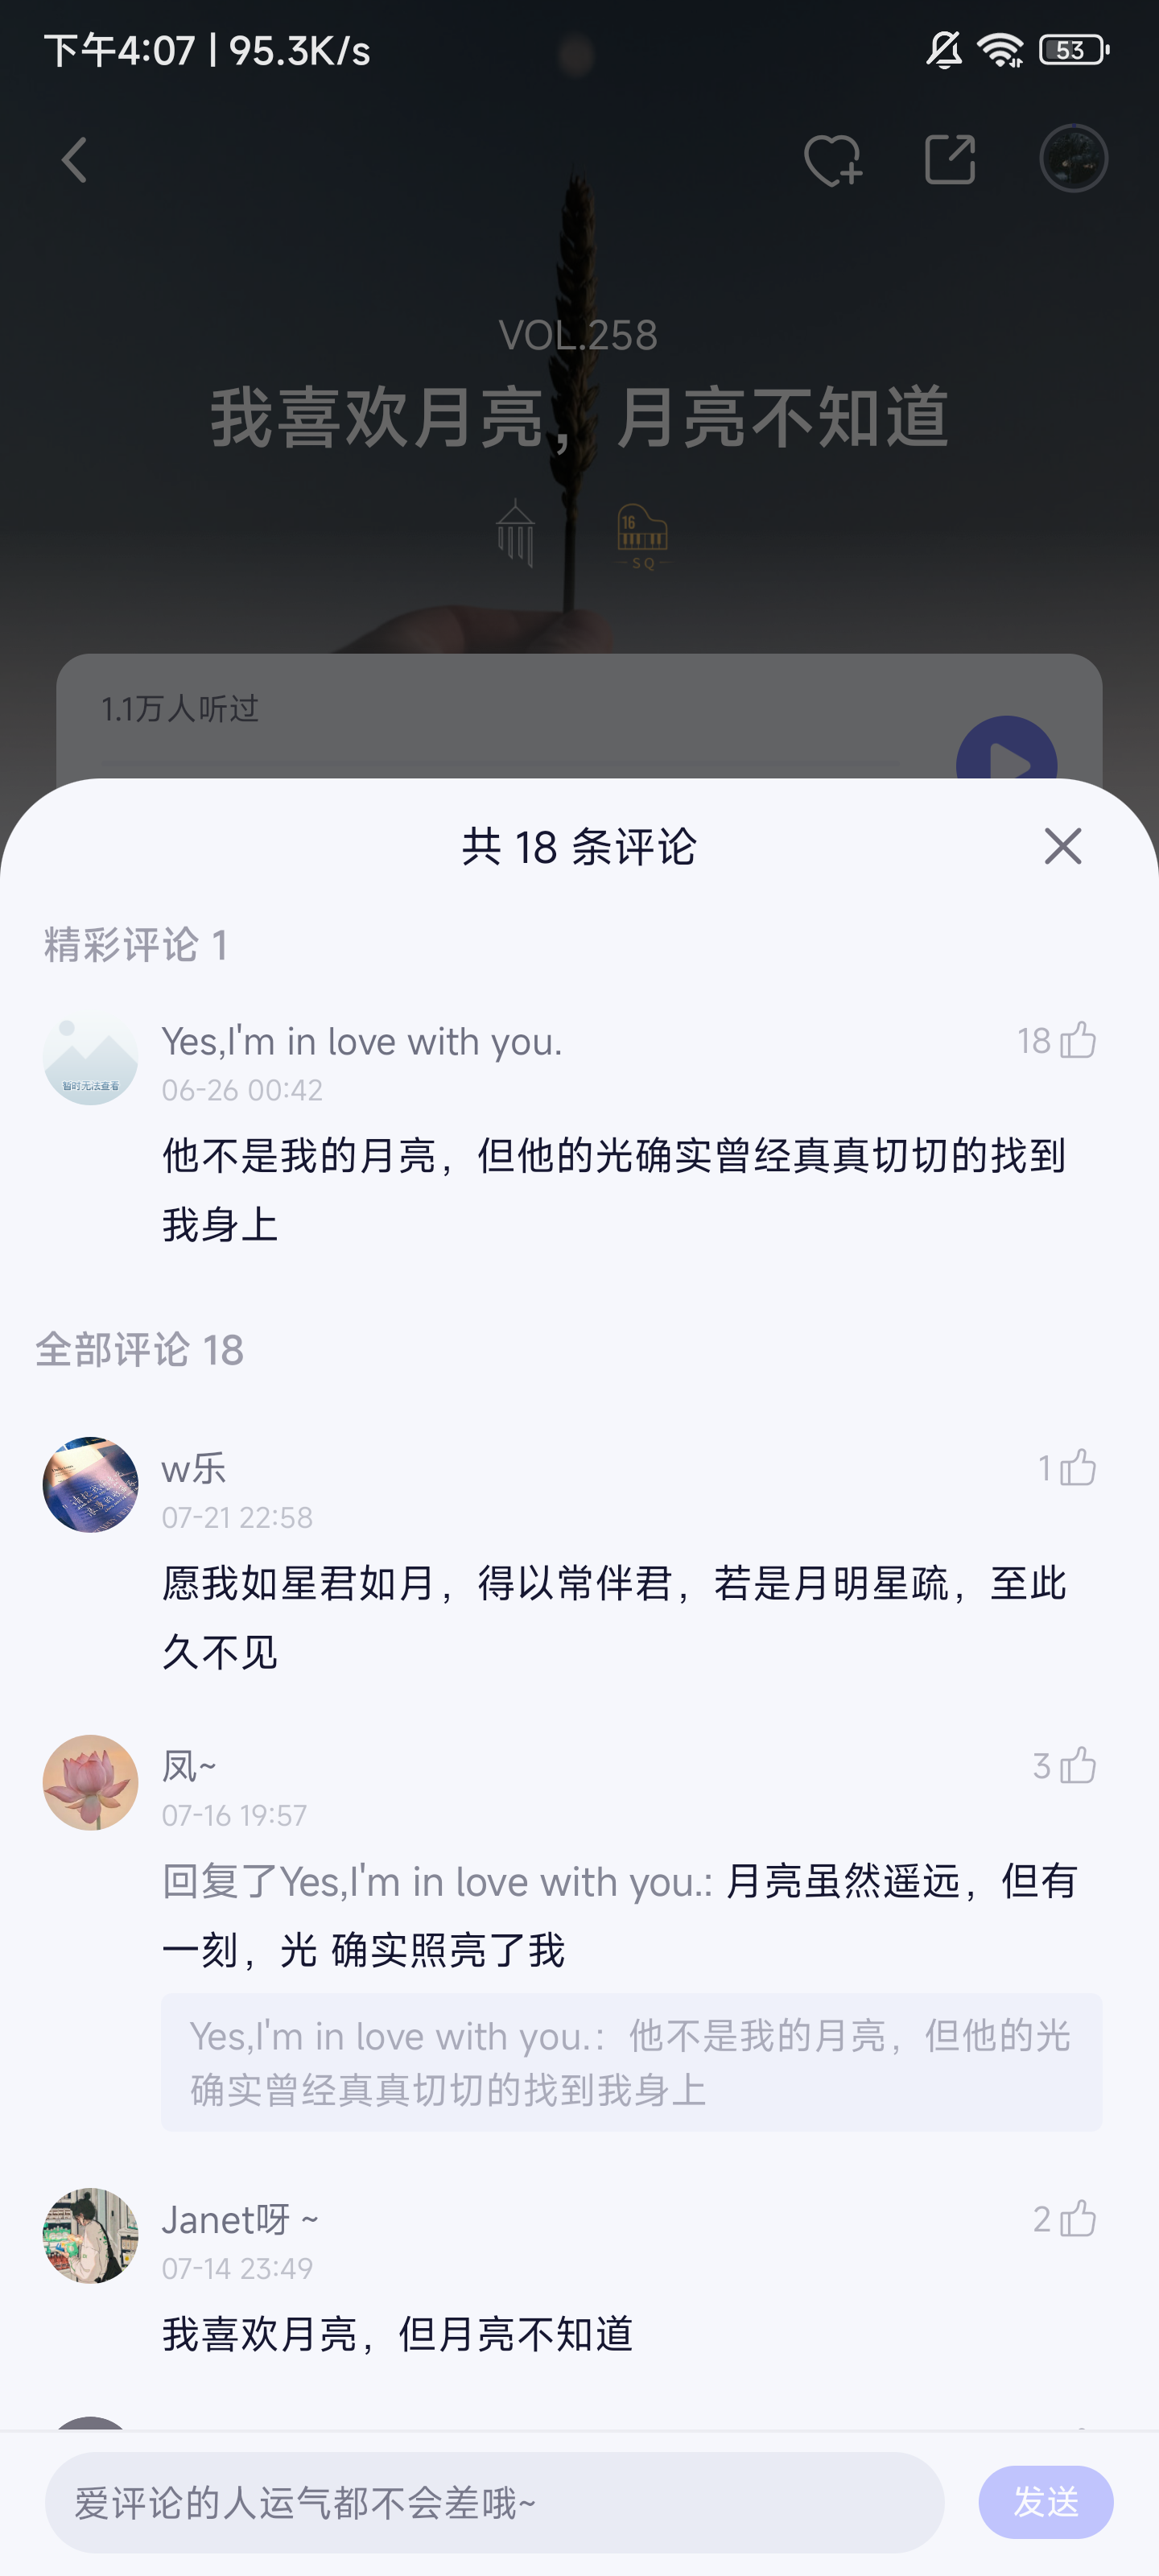 下午4:07 | 95.3K/s
53
VOL.258
我喜欢月亮，月亮不知道
16
SQ
1.1万人听过
共 18 条评论
精彩评论 1
Yes,I'm in love with you.
18
暂时无法查看
06-26 00:42
他不是我的月亮，但他的光确实曾经真真切切的找到
我身上
全部评论 18
w乐
1
07-21 22:58
愿我如星君如月，得以常伴君，若是月明星疏，至此
久不见
凤~
3
07-16 19:57
回复了Yes,I'm in love with you.: 月亮虽然遥远，但有
一刻，光 确实照亮了我
Yes,I'm in love with you.：他不是我的月亮，但他的光
确实曾经真真切切的找到我身上
Janet呀 ~
2
07-14 23:49
我喜欢月亮，但月亮不知道
爱评论的人运气都不会差哦~
发送